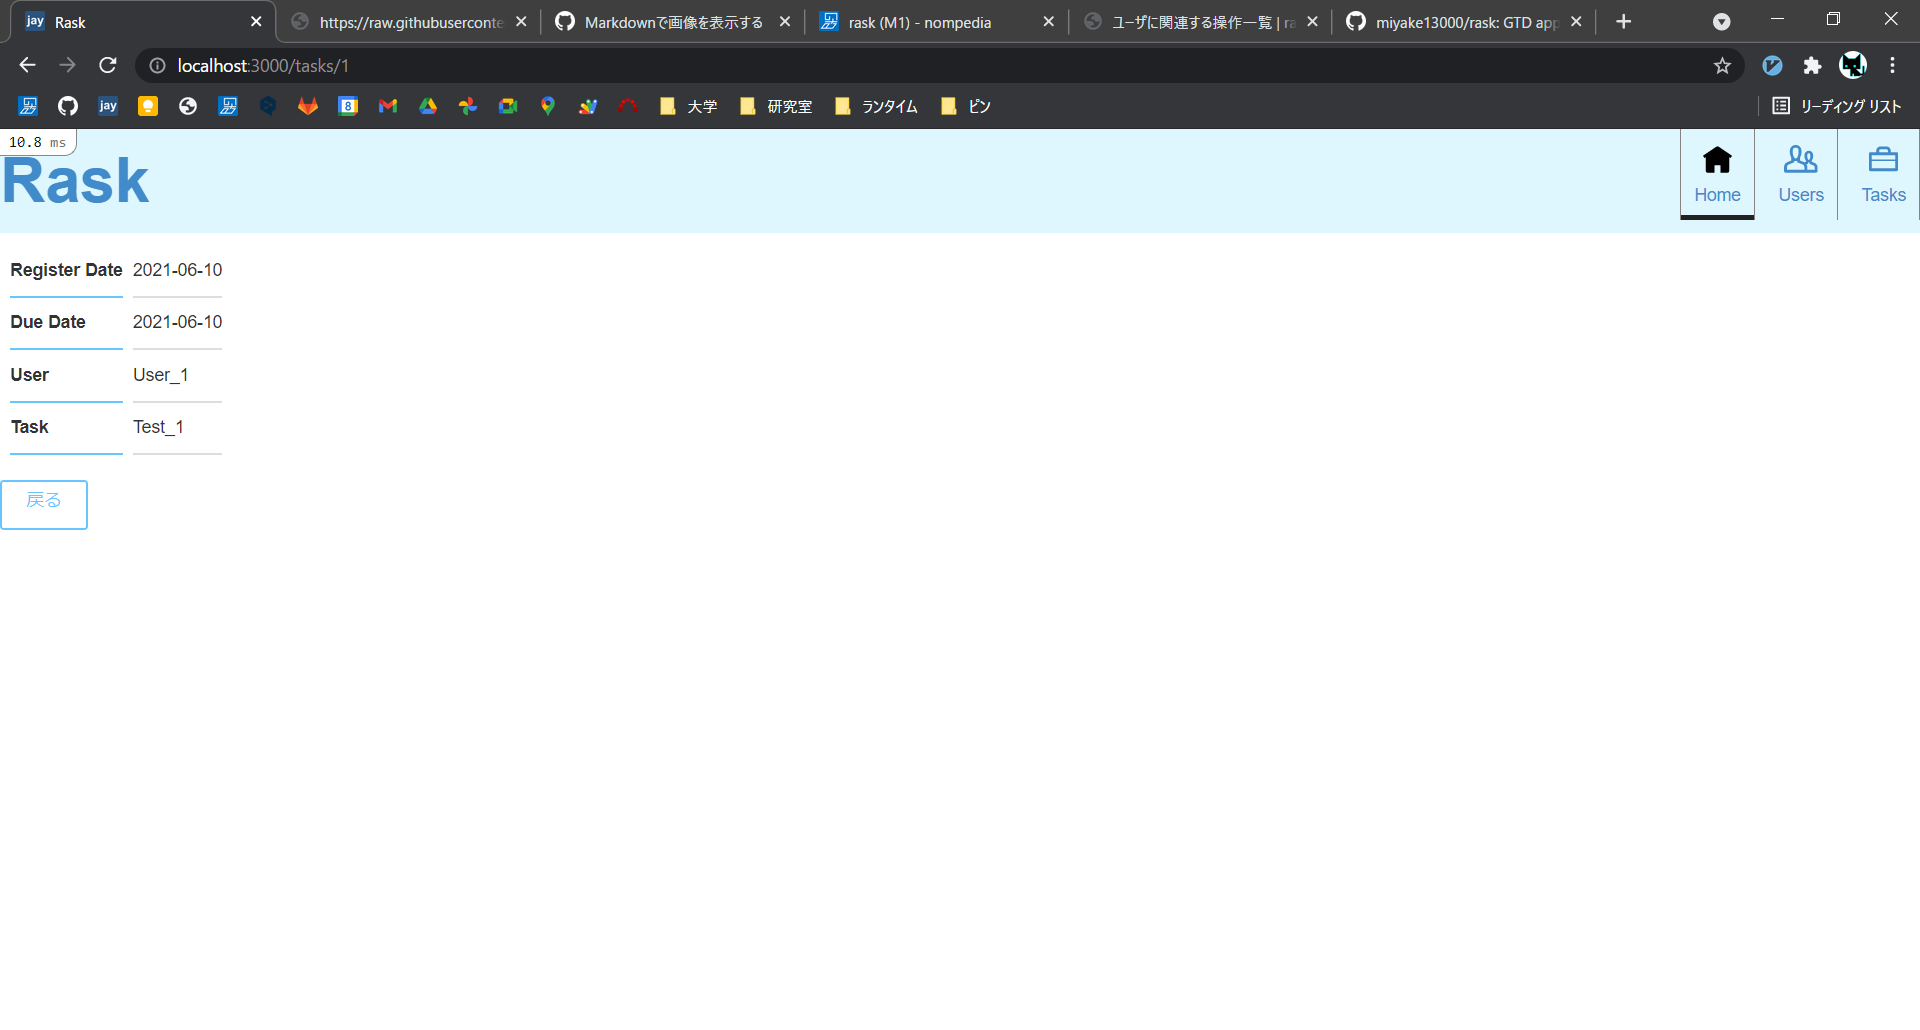 jay Rask
https://raw.githubuserconte
Markdownで画像を表示する
rask (M1) - nompedia
ユーザに関連する操作一覧 | ra
miyake13000/rask: GTD app
localhost:3000/tasks/1
jay
8
大学
研究室
ランタイム
ピン
リーディング リスト
10.8 ms
Rask
Home
Users
Tasks
Register Date 2021-06-10
Due Date 2021-06-10
User User_1
Task Test_1
戻る